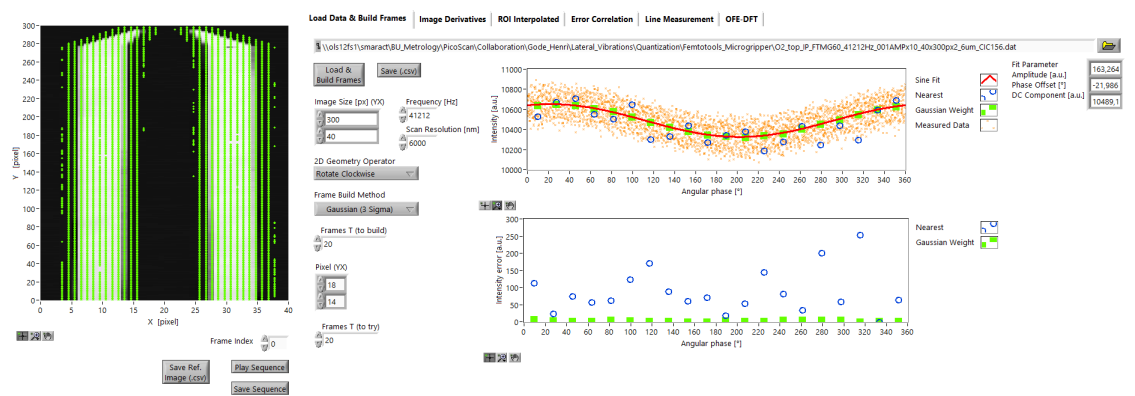 Load Data & Build Frames
Image Derivatives
ROI Interpolated
Error Correlation
Line Measurement
OFE-DFT
\\ols12fs1\smaract\BU_Metrology\PicoScan\Collaboration\Gode_Henri\Lateral_Vibrations\Quantization\Femtotools_Microgripper\O2_top_IP_FTMG60_41212Hz_001AMPx10_40x300px2_6um_CIC156.dat
Load &
Build Frames
Save (.csv)
Image Size [px] (YX)
300
40
Frequency [Hz]
41212
Scan Resolution (nm)
6000
2D Geometry Operator
Rotate Clockwise
Frame Build Method
Gaussian (3 Sigma)
Frames T (to build)
20
Pixel (YX)
18
14
Frames T (to try)
20
300
280
260
240
220
200
180
160
140
120
100
80
60
40
20
0
Y [pixel]
0 5 10 15 20 25 30 35 40
X [pixel]
Frame Index
0
Save Ref.
Image (.csv)
Play Sequence
Save Sequence
11000
10800
10600
10400
10200
10000
Intensity [a.u.]
0 20 40 60 80 100 120 140 160 180 200 220 240 260 280 300 320 340 360
Angular phase [°]
Sine Fit
Nearest
Gaussian Weight
Measured Data
Fit Parameter
Amplitude [a.u.]
Phase Offset [°]
DC Component [a.u.]
163,264
-21,986
10489,1
300
250
200
150
100
50
0
Intensity error [a.u.]
0 20 40 60 80 100 120 140 160 180 200 220 240 260 280 300 320 340 360
Angular phase [°]
Nearest
Gaussian Weight